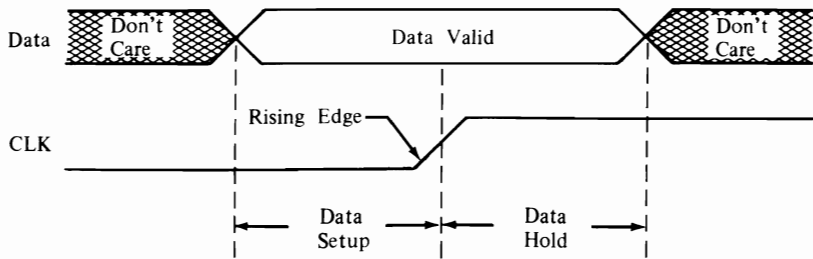 Data
Don't
Care
Data Valid
Don't
Care
Rising Edge
CLK
Data
Setup
Data
Hold